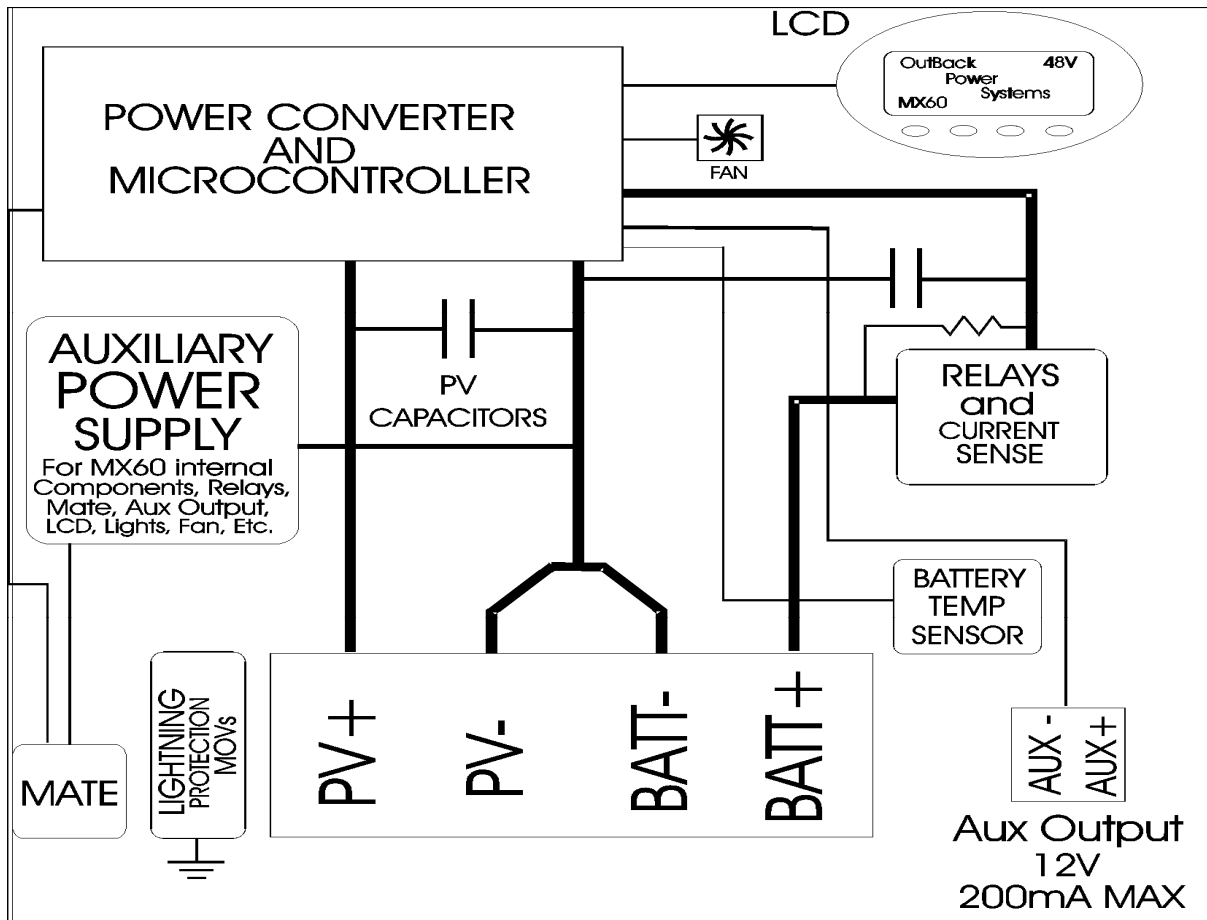 LCD
OutBack 48V
Power
Systems
MX60
POWER CONVERTER
AND
MICROCONTROLLER
FAN
AUXILIARY
POWER
SUPPLY
For MX60 internal
Components, Relays,
Mate, Aux Output,
LCD, Lights, Fan, Etc.
PV
CAPACITORS
RELAYS
and
CURRENT
SENSE
BATTERY
TEMP
SENSOR
MATE
LIGHTNING
PROTECTION
MOVs
PV+
PV-
BATT-
BATT+
AUX -
AUX+
Aux Output
12V
200mA MAX